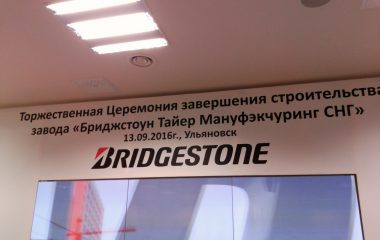 Торжественная Церемония завершения строительства
завода «Бриджстоун Тайер Мануфэкчуринг СНГ»
13.09.2016г., Ульяновск
BRIDGESTONE